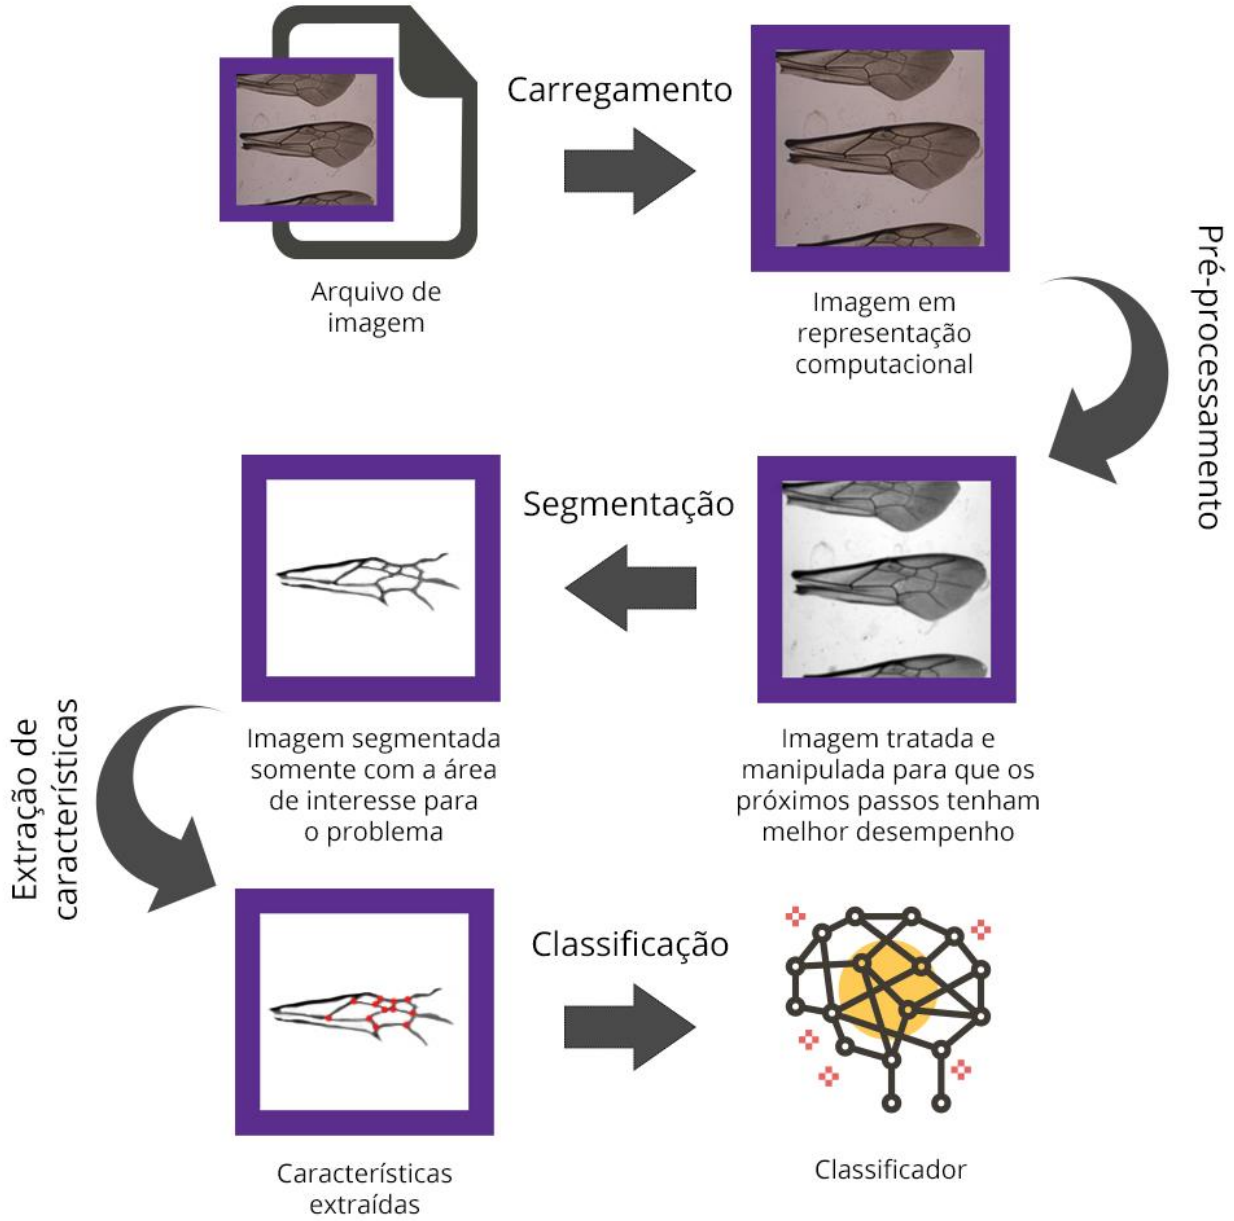 Carregamento
Arquivo de
imagem
Imagem em
representação
computacional
Pré-processamento
Segmentação
Imagem tratada e
manipulada para que os
próximos passos tenham
melhor desempenho
Imagem segmentada
somente com a área
de interesse para
o problema
Extração de
características
Classificação
Características
extraídas
Classificador